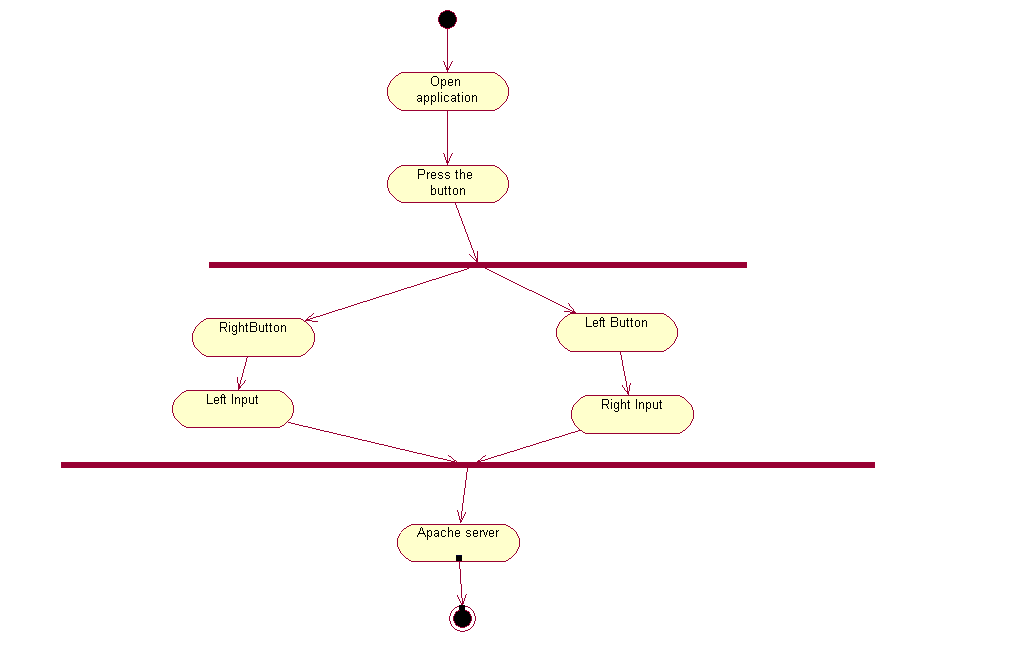 Open
application
Press the
button
RightButton
Left Button
Left Input
Right Input
Apache server